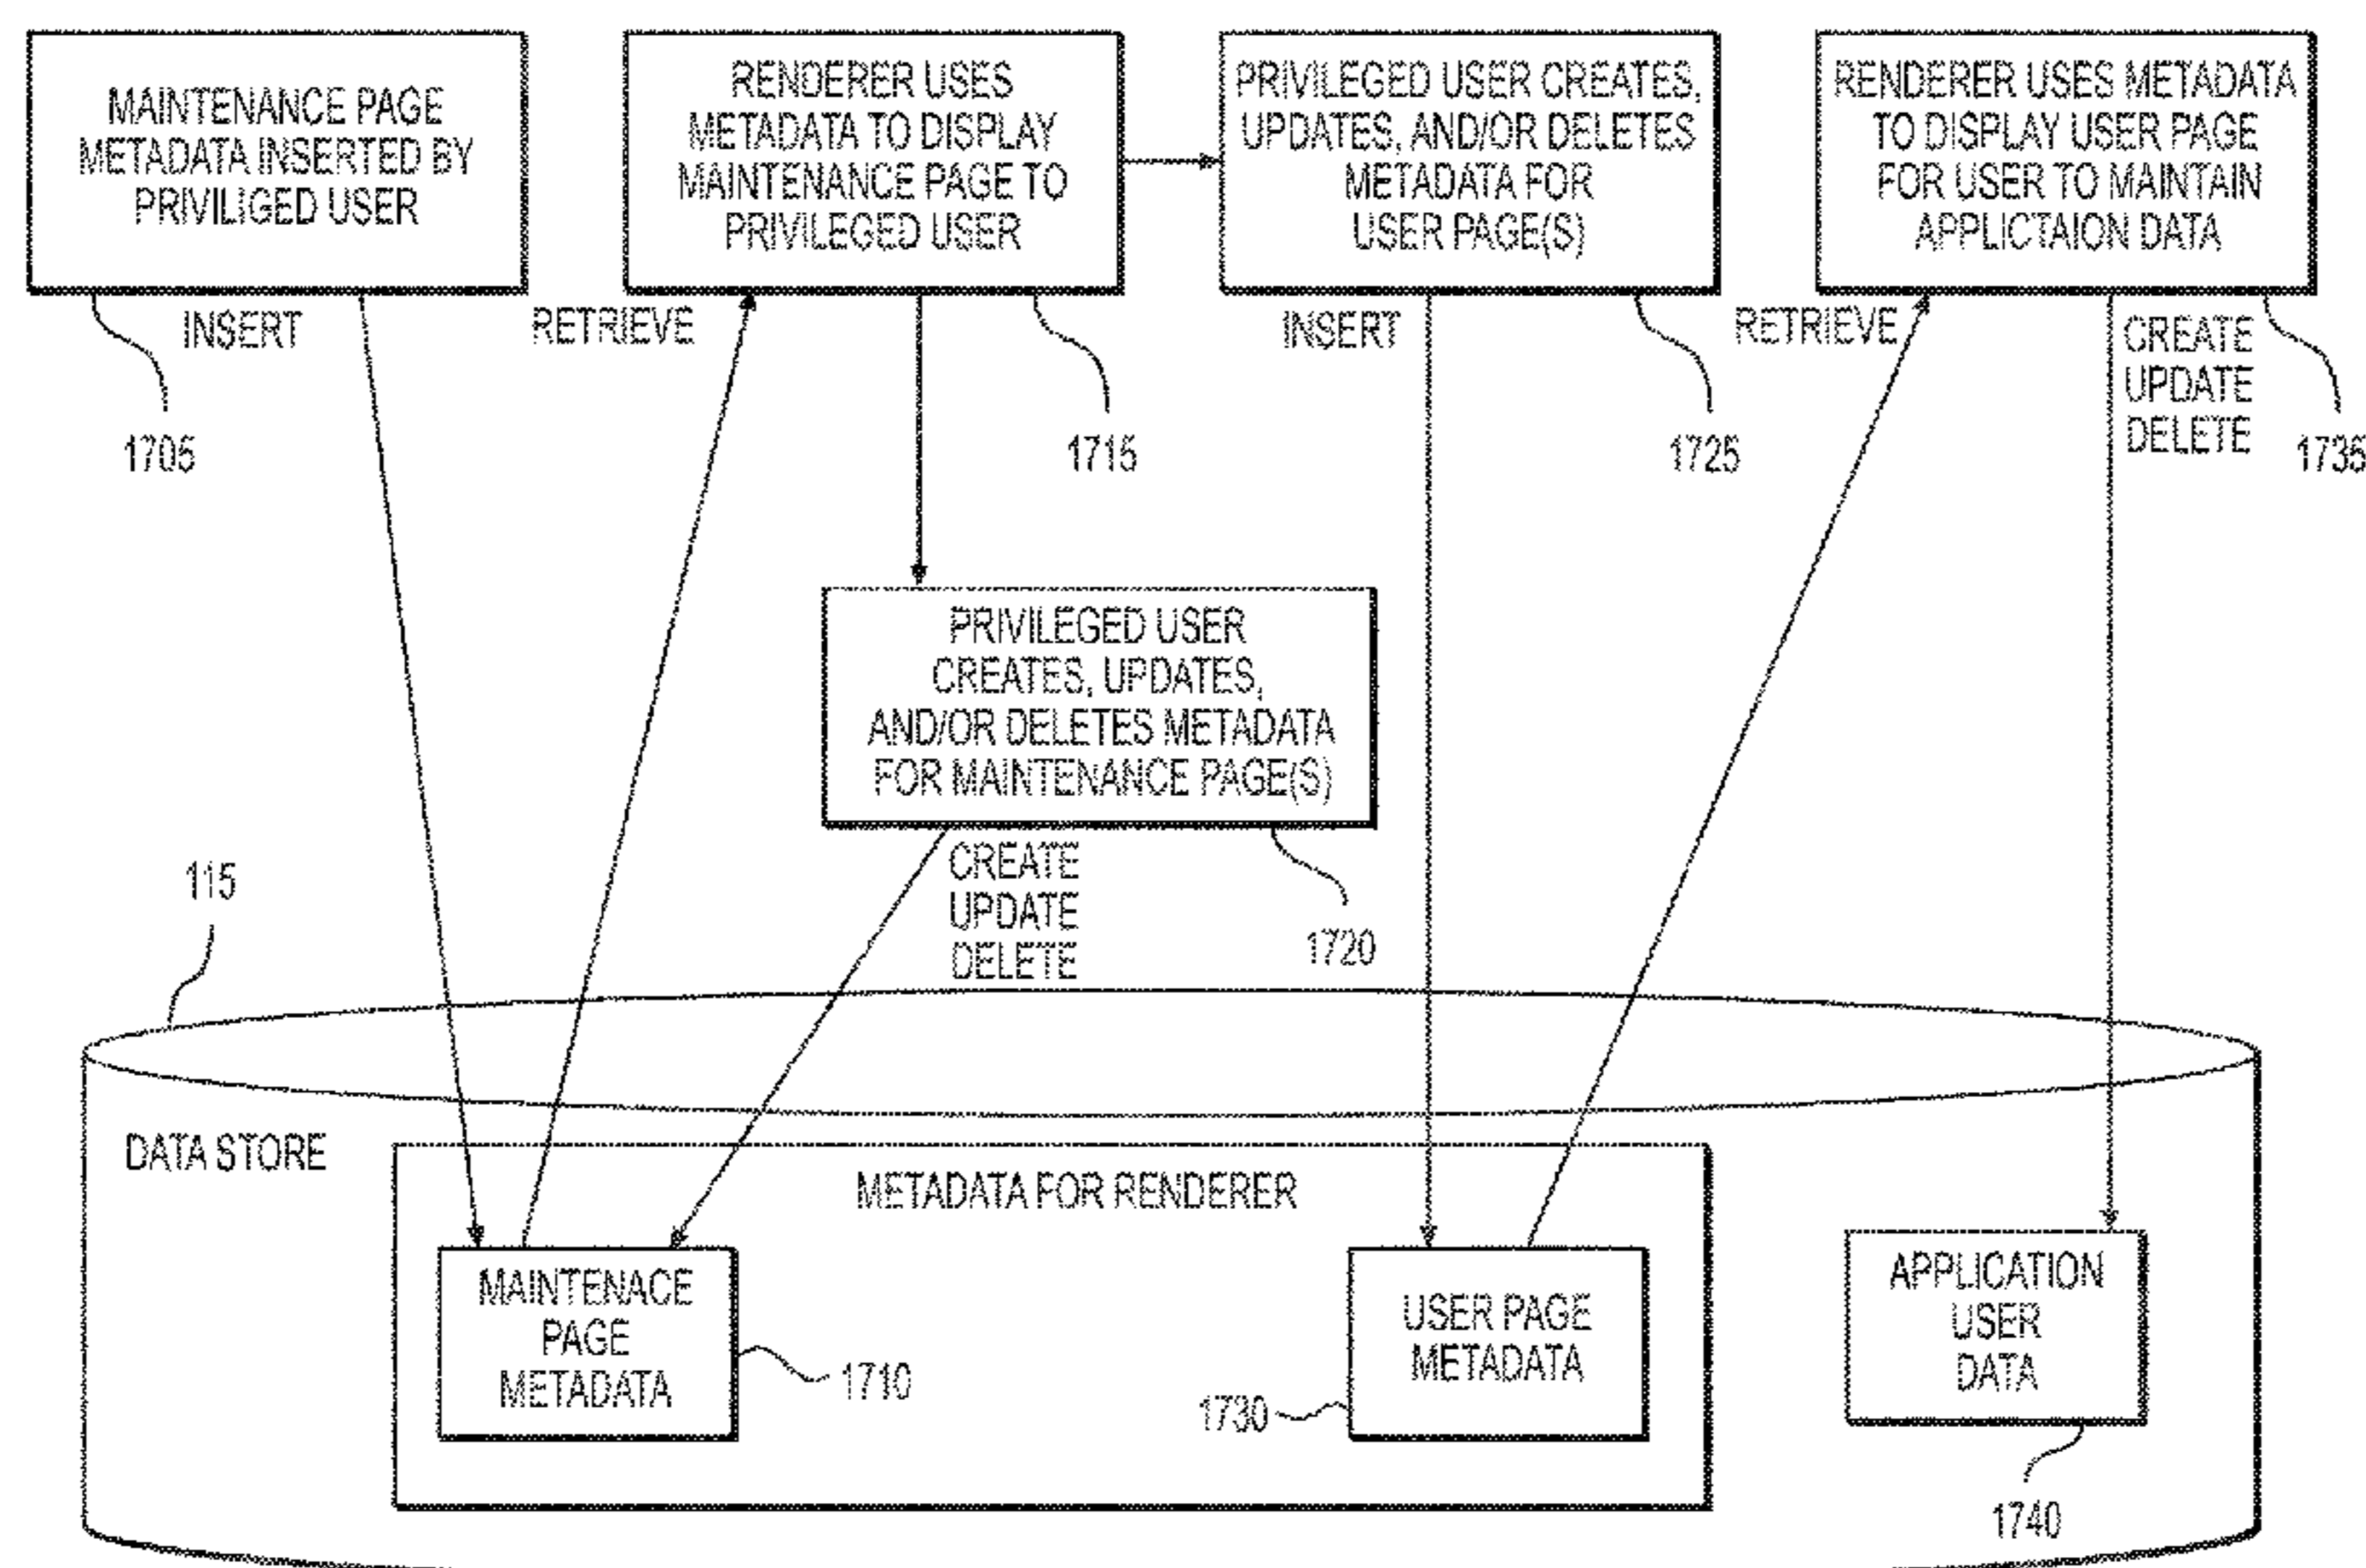 MAINTENANCE PAGE
METADATA INSERTED BY
PRIVILIGED USER
RENDERER USES
METADATA TO DISPLAY
MAINTENANCE PAGE TO
PRIVILEGED USER
PRIVILEGED USER CREATES,
UPDATES, AND/OR DELETES
METADATA FOR
USER PAGE(S)
RENDERER USES METADATA
TO DISPLAY USER PAGE
FOR USER TO MAINTAIN
APPLICTAION DATA
INSERT
RETRIEVE
INSERT
RETRIEVE
CREATE
UPDATE
DELETE
1705
1715
1725
1735
PRIVILEGED USER
CREATES, UPDATES,
AND/OR DELETES METADATA
FOR MAINTENANCE PAGE(S)
CREATE
UPDATE
DELETE
1720
115
DATA STORE
METADATA FOR RENDERER
MAINTENACE
PAGE
METADATA
1710
USER PAGE
METADATA
1730
APPLICATION
USER
DATA
1740